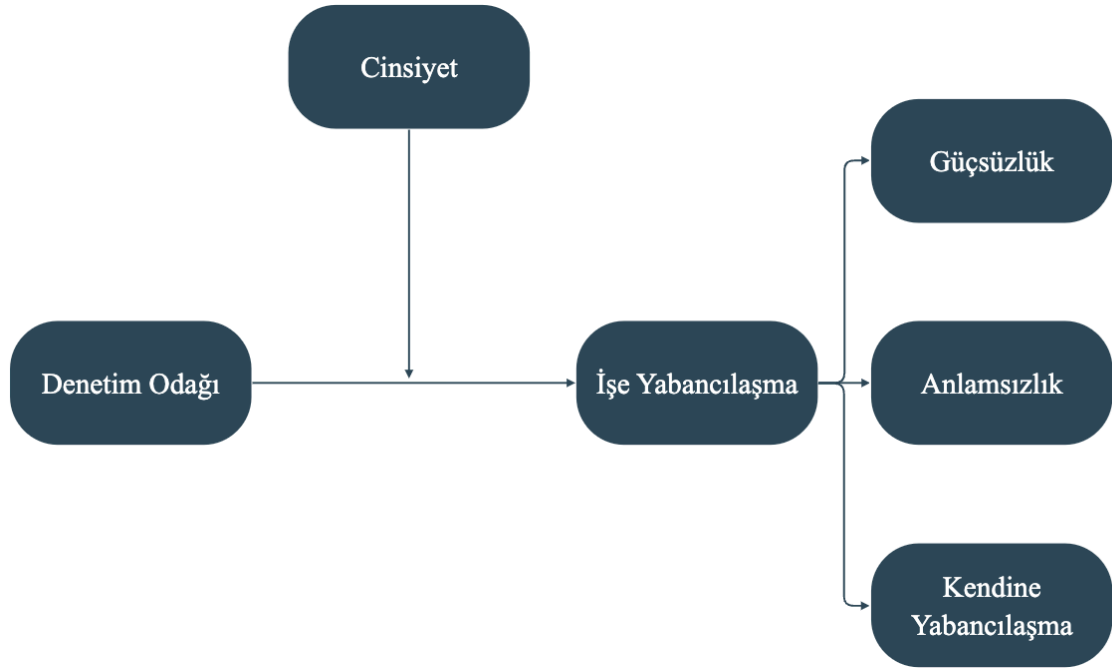 Cinsiyet
Güçsüzlük
Denetim Odağı
İşe Yabancılaşma
Anlamsızlık
Kendine
Yabancılaşma